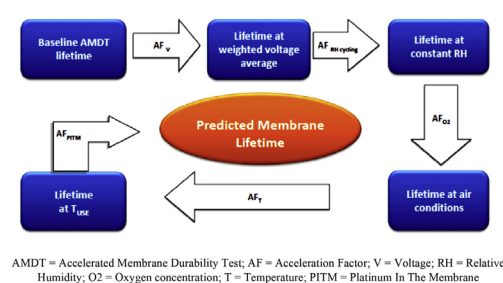 Baseline AMDT
lifetime
AF V
Lifetime at
weighted voltage
average
AF RH cycling
Lifetime at
constant RH
AFO2
Lifetime at air
conditions
AFT
Lifetime
at TUSE
AFPITM
Predicted Membrane
Lifetime
AMDT = Accelerated Membrane Durability Test; AF = Acceleration Factor; V = Voltage; RH = Relative
Humidity; O2 = Oxygen concentration; T = Temperature; PITM = Platinum In The Membrane